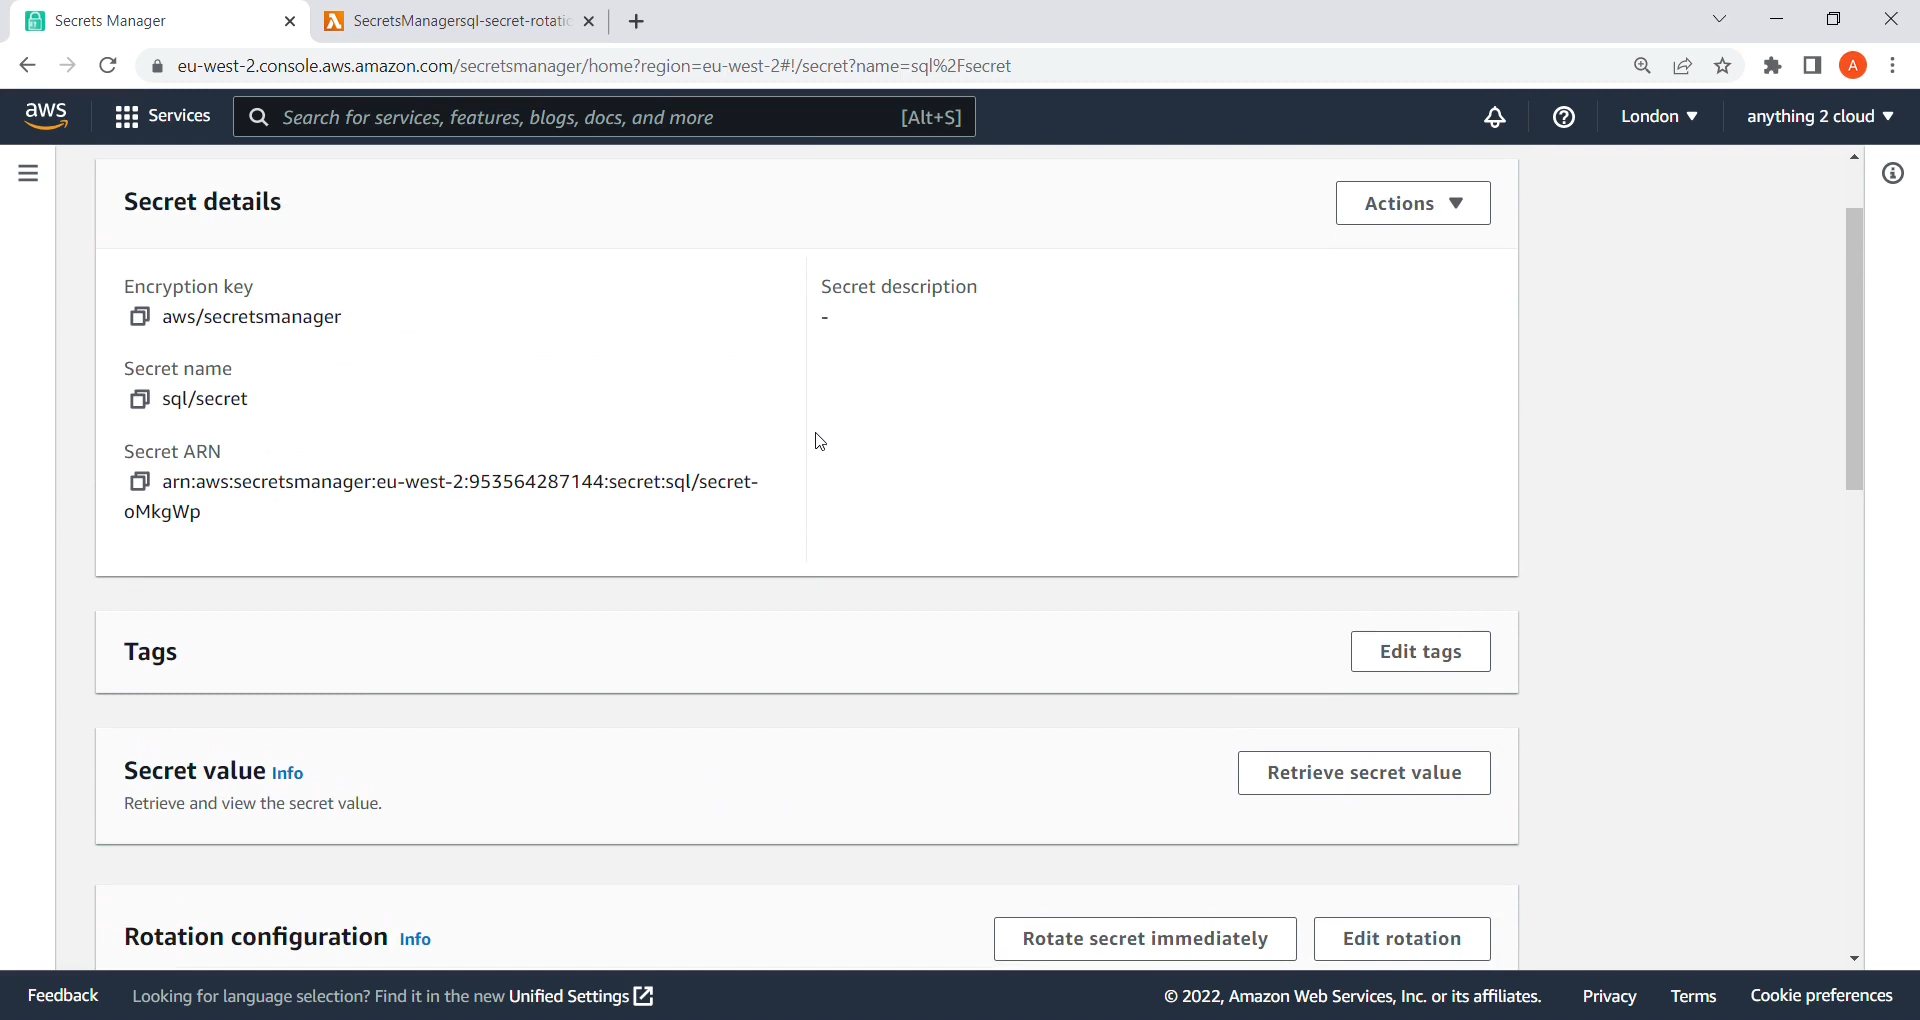 Secrets Manager
SecretsManagersql-secret-rotatio
eu-west-2.console.aws.amazon.com/secretsmanager/home?region=eu-west-2#!/secret?name=sql%2Fsecret
A
aws
Services
Search for services, features, blogs, docs, and more
[Alt+S]
London
anything 2 cloud
Secret details
Actions
Encryption key
aws/secretsmanager
Secret description
-
Secret name
sql/secret
Secret ARN
arn:aws:secretsmanager:eu-west-2:953564287144:secret:sql/secret-
oMkgWp
Tags
Edit tags
Secret value Info
Retrieve and view the secret value.
Retrieve secret value
Rotation configuration Info
Rotate secret immediately
Edit rotation
Feedback
Looking for language selection? Find it in the new Unified Settings
© 2022, Amazon Web Services, Inc. or its affiliates.
Privacy
Terms
Cookie preferences